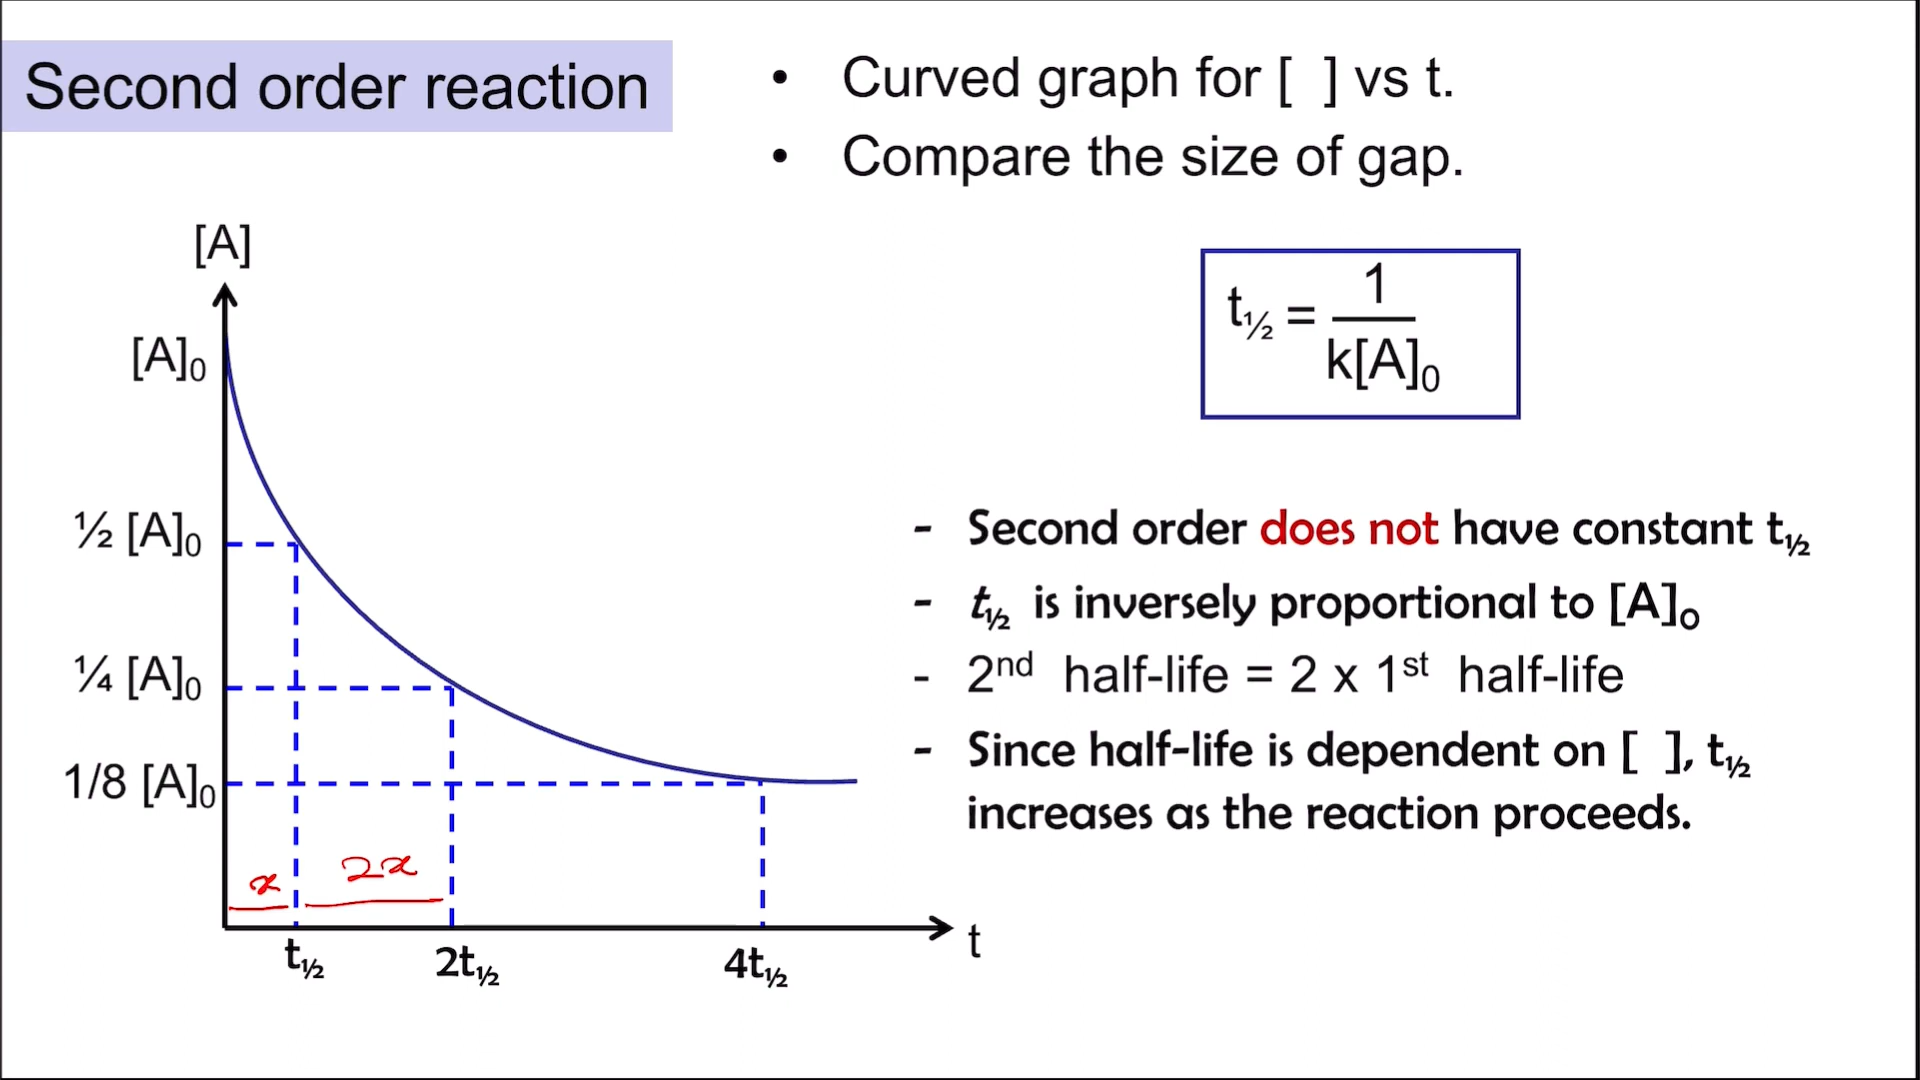 Second order reaction
• Curved graph for [ ] vs t.
• Compare the size of gap.
[A]
[A]₀
t½ = 1
k[A]₀
½ [A]₀
¼ [A]₀
1/8 [A]₀
x
2x
t½
2t½
4t½
t
- Second order does not have constant t½
- t½ is inversely proportional to [A]₀
- 2nd half-life = 2 x 1st half-life
- Since half-life is dependent on [ ], t½
increases as the reaction proceeds.